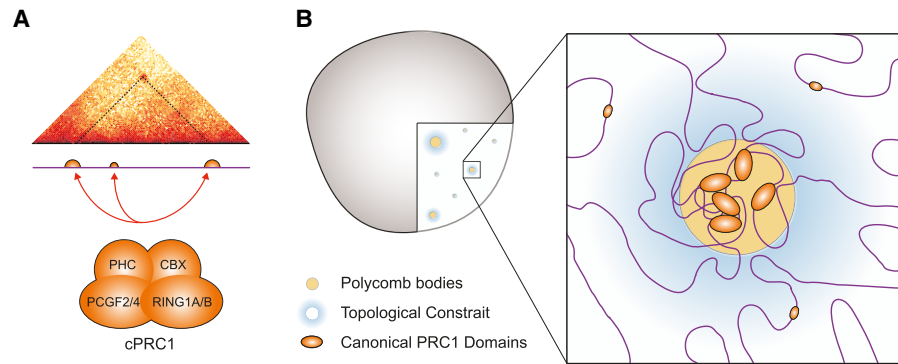 A
B
PHC
CBX
PCGF2/4
RING1A/B
cPRC1
Polycomb bodies
Topological Constrait
Canonical PRC1 Domains